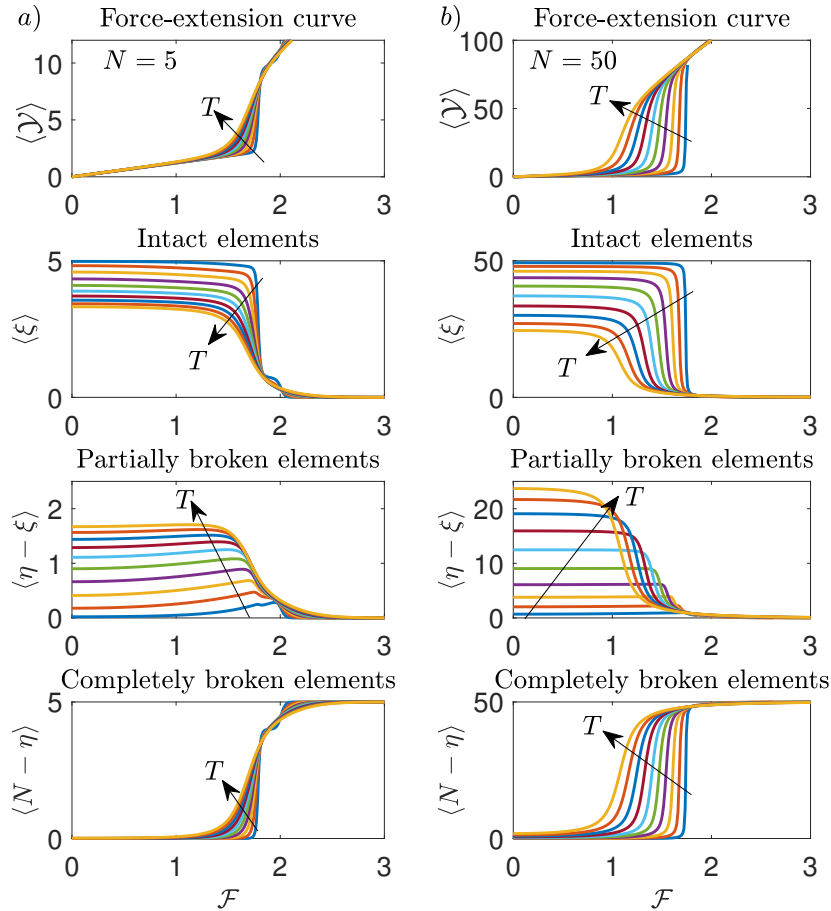 a)
Force-extension curve
N = 5
T
⟨𝒴⟩
10
5
0
0 1 2 3
Intact elements
T
⟨ξ⟩
5
0
0 1 2 3
Partially broken elements
T
⟨η − ξ⟩
2
1
0
0 1 2 3
Completely broken elements
T
⟨N − η⟩
5
0
0 1 2 3
ℱ
b)
Force-extension curve
N = 50
T
⟨𝒴⟩
100
50
0
0 1 2 3
Intact elements
T
⟨ξ⟩
50
0
0 1 2 3
Partially broken elements
T
⟨η − ξ⟩
20
10
0
0 1 2 3
Completely broken elements
T
⟨N − η⟩
50
0
0 1 2 3
ℱ